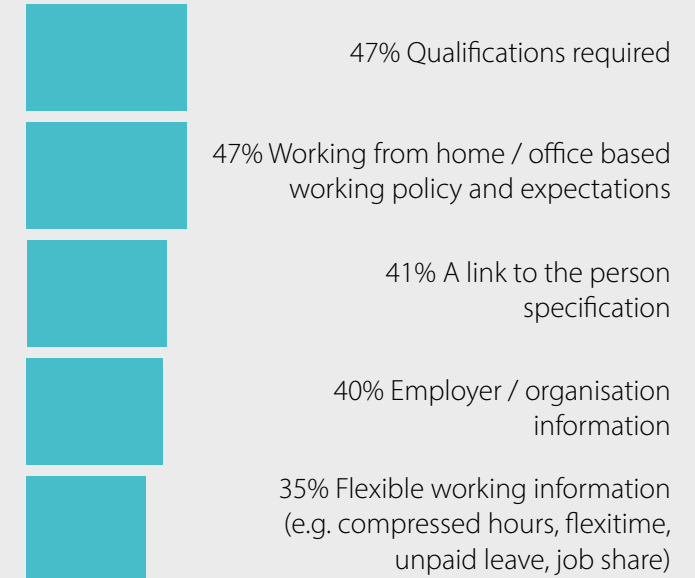 47% Qualifications required
47% Working from home / office based
working policy and expectations
41% A link to the person
specification
40% Employer / organisation
information
35% Flexible working information
(e.g. compressed hours, flexitime,
unpaid leave, job share)